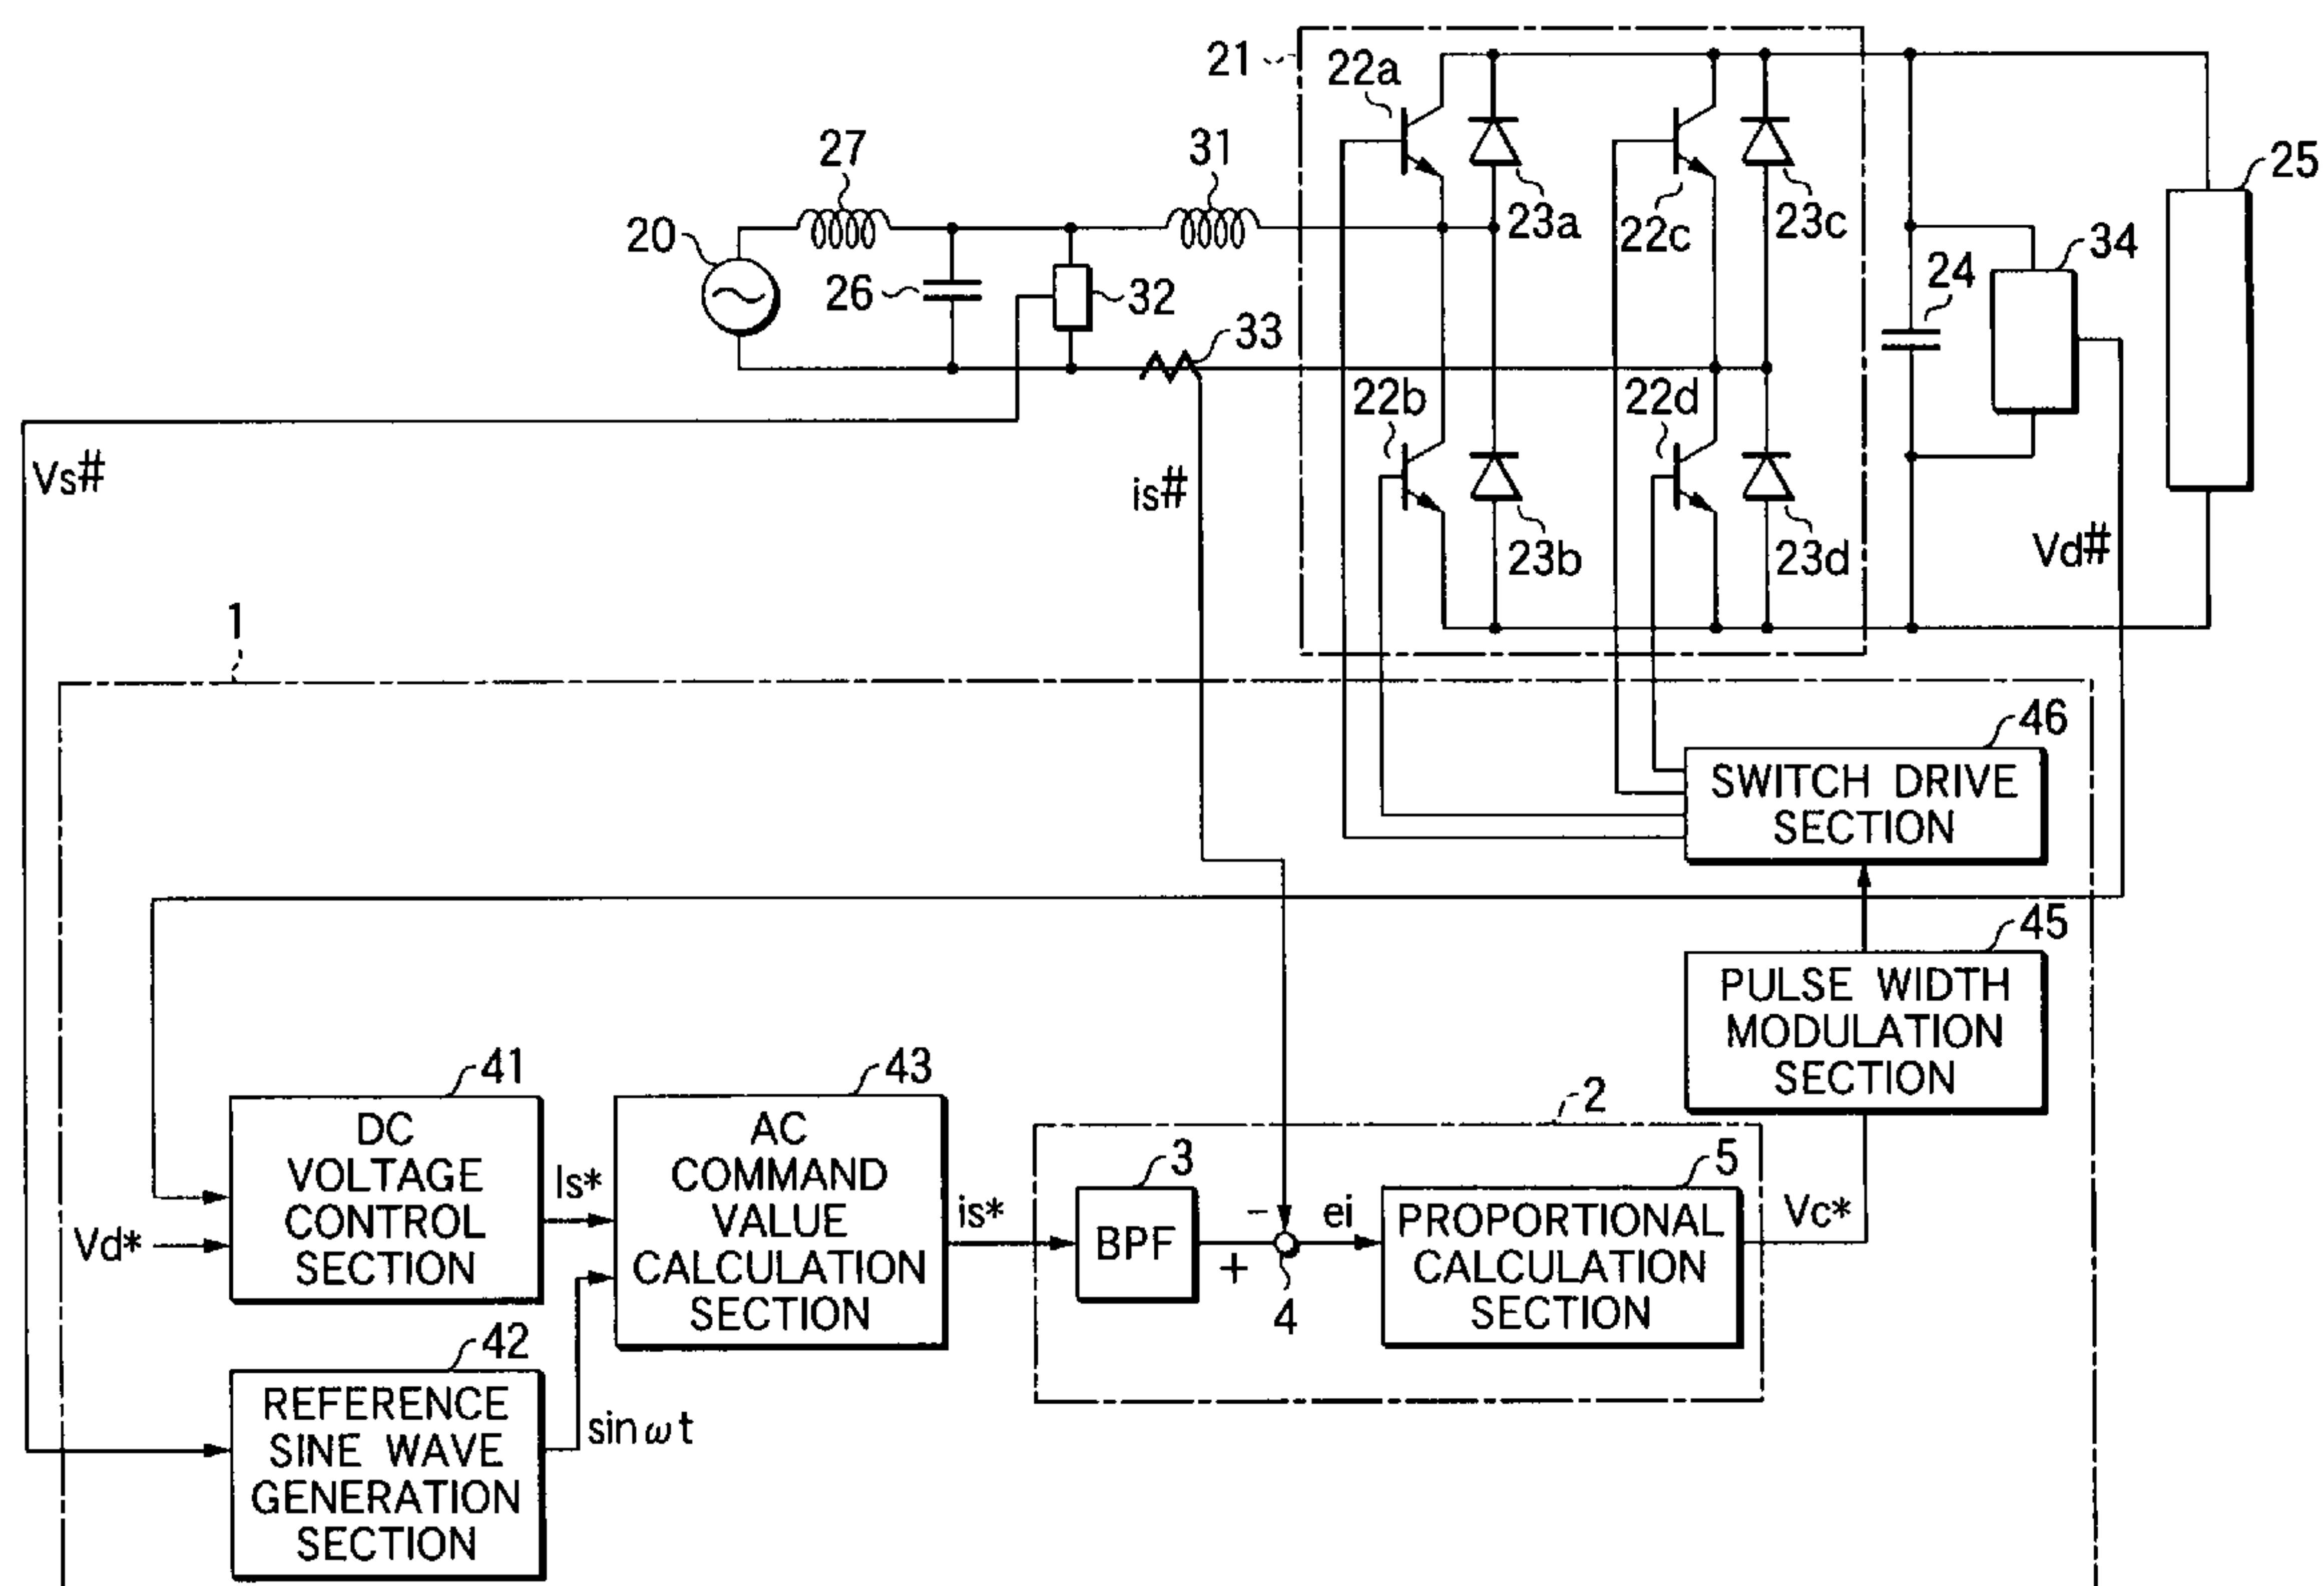 21
22a
27
31
25
20
23a
22c
23c
34
26
32
24
33
22b
22d
Vs#
is#
23b
23d
Vd#
1
46
SWITCH DRIVE
SECTION
45
PULSE WIDTH
MODULATION
SECTION
41
DC
VOLTAGE
CONTROL
SECTION
Vd*
Is*
43
AC
COMMAND
VALUE
CALCULATION
SECTION
is*
2
3
BPF
-
+
4
ei
5
PROPORTIONAL
CALCULATION
SECTION
Vc*
42
REFERENCE
SINE WAVE
GENERATION
SECTION
sin ωt